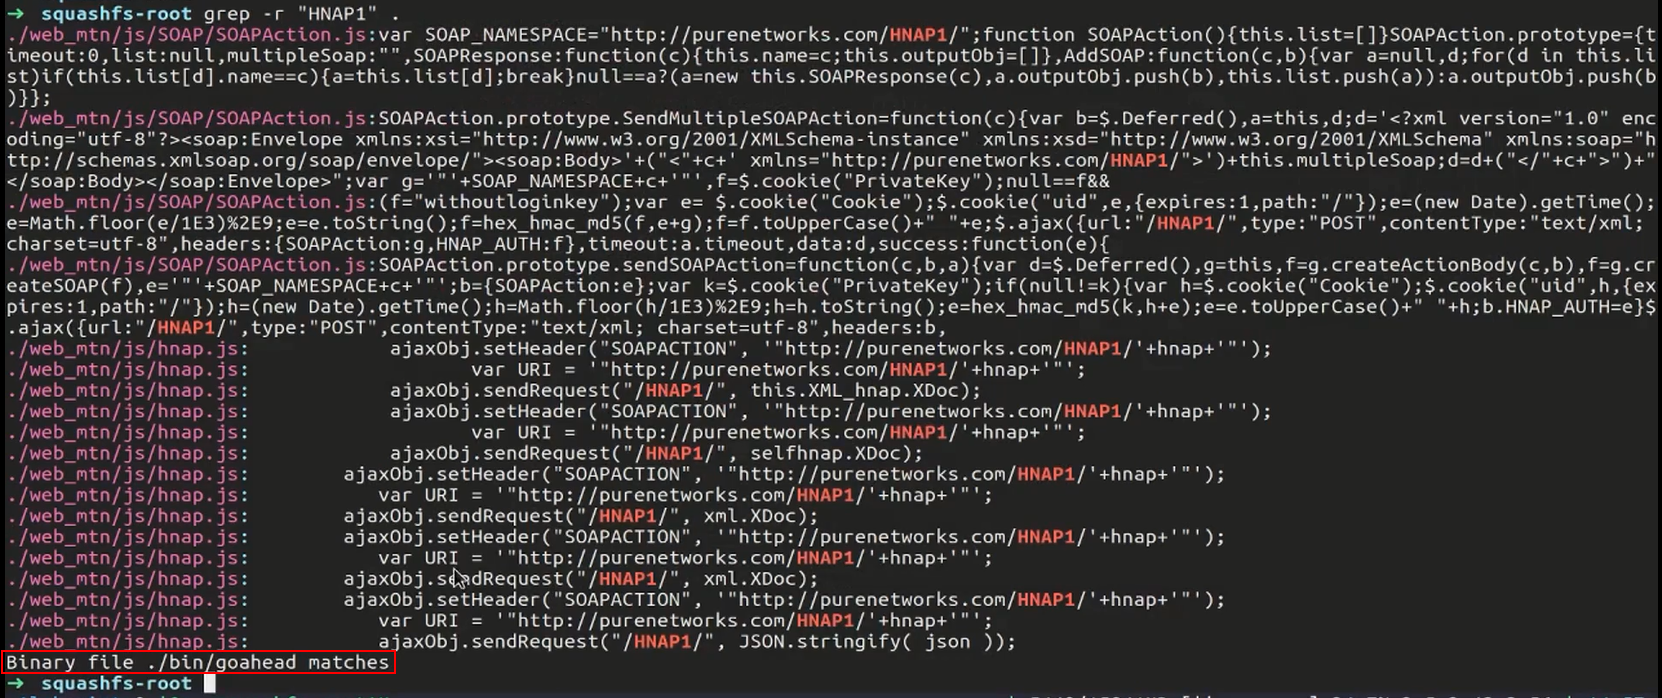 → squashfs-root grep -r "HNAP1" .
./web_mtn/js/SOAP/SOAPAction.js:var SOAP_NAMESPACE="http://purenetworks.com/HNAP1/";function SOAPAction(){this.list=[]}SOAPAction.prototype={t
imeout:0,list:null,multipleSoap:"",SOAPResponse:function(c){this.name=c;this.outputObj=[]},AddSOAP:function(c,b){var a=null,d;for(d in this.li
st)if(this.list[d].name==c){a=this.list[d];break}null==a?(a=new this.SOAPResponse(c),a.outputObj.push(b),this.list.push(a)):a.outputObj.push(b
)}};
./web_mtn/js/SOAP/SOAPAction.js:SOAPAction.prototype.SendMultipleSOAPAction=function(c){var b=$.Deferred(),a=this,d;d='<?xml version="1.0" enc
oding="utf-8"?><soap:Envelope xmlns:xsi="http://www.w3.org/2001/XMLSchema-instance" xmlns:xsd="http://www.w3.org/2001/XMLSchema" xmlns:soap="h
ttp://schemas.xmlsoap.org/soap/envelope/"><soap:Body>'+("<"+c+' xmlns="http://purenetworks.com/HNAP1/">')+this.multipleSoap;d=d+("</"+c+">")+"
</soap:Body></soap:Envelope>";var g='"'+SOAP_NAMESPACE+c+'"',f=$.cookie("PrivateKey");null==f&&
./web_mtn/js/SOAP/SOAPAction.js:(f="withoutloginkey");var e= $.cookie("Cookie");$.cookie("uid",e,{expires:1,path:"/"});e=(new Date).getTime();
e=Math.floor(e/1E3)%2E9;e=e.toString();f=hex_hmac_md5(f,e+g);f=f.toUpperCase()+" "+e;$.ajax({url:"/HNAP1/",type:"POST",contentType:"text/xml;
charset=utf-8",headers:{SOAPAction:g,HNAP_AUTH:f},timeout:a.timeout,data:d,success:function(e){
./web_mtn/js/SOAP/SOAPAction.js:SOAPAction.prototype.sendSOAPAction=function(c,b,a){var d=$.Deferred(),g=this,f=g.createActionBody(c,b),f=g.cr
eateSOAP(f),e='"'+SOAP_NAMESPACE+c+'"';b={SOAPAction:e};var k=$.cookie("PrivateKey");if(null!=k){var h=$.cookie("Cookie");$.cookie("uid",h,{ex
pires:1,path:"/"});h=(new Date).getTime();h=Math.floor(h/1E3)%2E9;h=h.toString();e=hex_hmac_md5(k,h+e);e=e.toUpperCase()+" "+h;b.HNAP_AUTH=e}$
.ajax({url:"/HNAP1/",type:"POST",contentType:"text/xml; charset=utf-8",headers:b,
./web_mtn/js/hnap.js: ajaxObj.setHeader("SOAPACTION", '"http://purenetworks.com/HNAP1/'+hnap+'"');
./web_mtn/js/hnap.js: var URI = '"http://purenetworks.com/HNAP1/'+hnap+'"';
./web_mtn/js/hnap.js: ajaxObj.sendRequest("/HNAP1/", this.XML_hnap.XDoc);
./web_mtn/js/hnap.js: ajaxObj.setHeader("SOAPACTION", '"http://purenetworks.com/HNAP1/'+hnap+'"');
./web_mtn/js/hnap.js: var URI = '"http://purenetworks.com/HNAP1/'+hnap+'"';
./web_mtn/js/hnap.js: ajaxObj.sendRequest("/HNAP1/", selfhnap.XDoc);
./web_mtn/js/hnap.js: ajaxObj.setHeader("SOAPACTION", '"http://purenetworks.com/HNAP1/'+hnap+'"');
./web_mtn/js/hnap.js: var URI = '"http://purenetworks.com/HNAP1/'+hnap+'"';
./web_mtn/js/hnap.js: ajaxObj.sendRequest("/HNAP1/", xml.XDoc);
./web_mtn/js/hnap.js: ajaxObj.setHeader("SOAPACTION", '"http://purenetworks.com/HNAP1/'+hnap+'"');
./web_mtn/js/hnap.js: var URI = '"http://purenetworks.com/HNAP1/'+hnap+'"';
./web_mtn/js/hnap.js: ajaxObj.sendRequest("/HNAP1/", xml.XDoc);
./web_mtn/js/hnap.js: ajaxObj.setHeader("SOAPACTION", '"http://purenetworks.com/HNAP1/'+hnap+'"');
./web_mtn/js/hnap.js: var URI = '"http://purenetworks.com/HNAP1/'+hnap+'"';
./web_mtn/js/hnap.js: ajaxObj.sendRequest("/HNAP1/", JSON.stringify( json ));
Binary file ./bin/goahead matches
→ squashfs-root